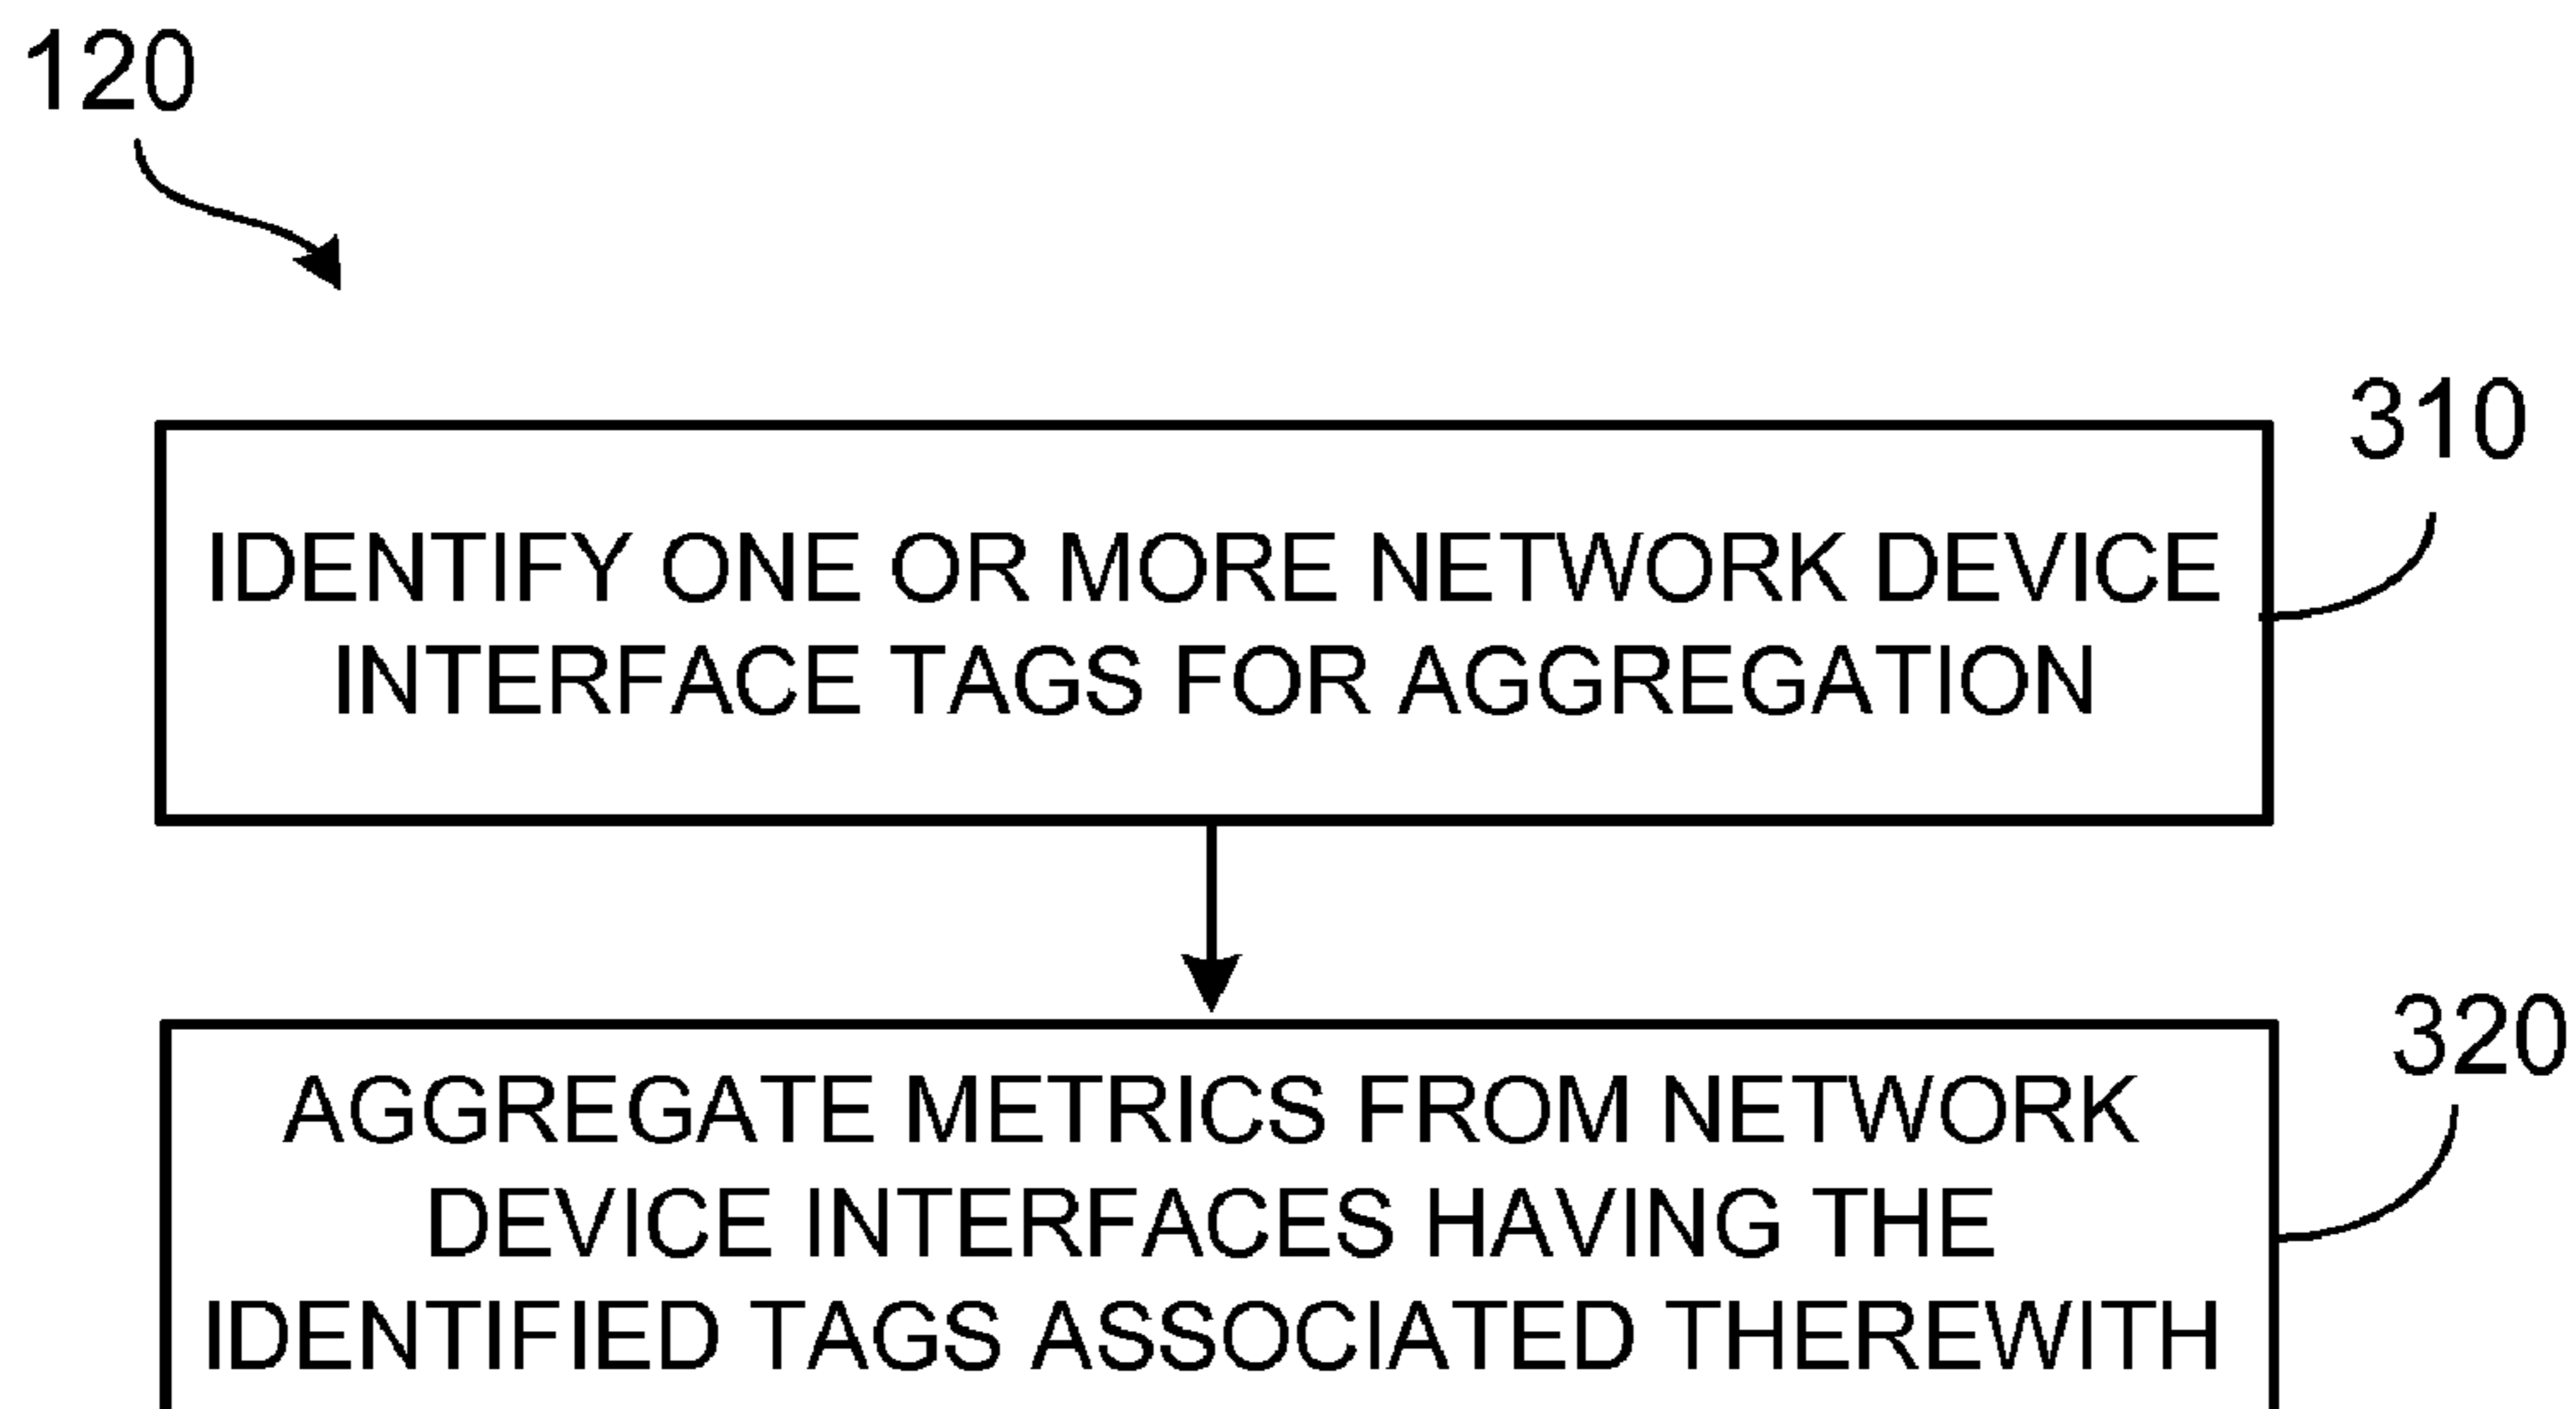 120
310
IDENTIFY ONE OR MORE NETWORK DEVICE
INTERFACE TAGS FOR AGGREGATION
320
AGGREGATE METRICS FROM NETWORK
DEVICE INTERFACES HAVING THE
IDENTIFIED TAGS ASSOCIATED THEREWITH